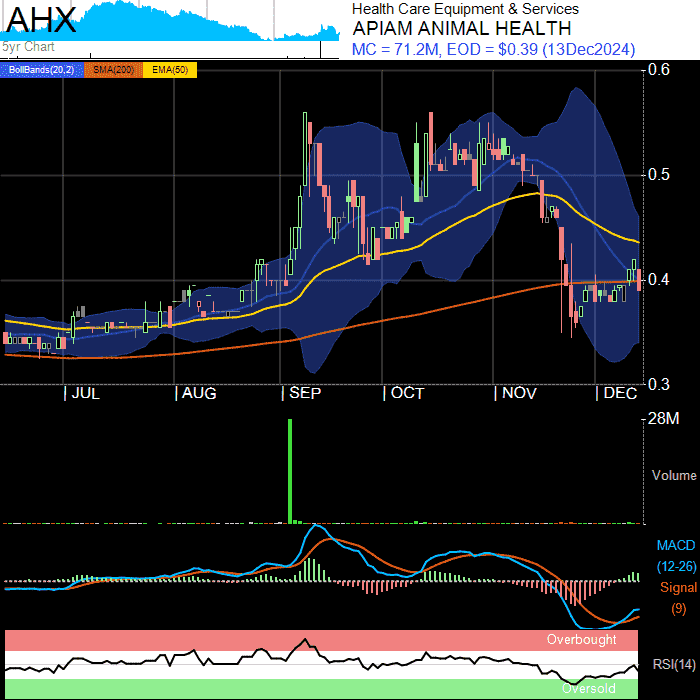 AHX
5yr Chart
Health Care Equipment & Services
APIAM ANIMAL HEALTH
MC = 71.2M, EOD = $0.39 (13Dec2024)
BollBands(20,2) SMA(200) EMA(50)
0.6
0.5
0.4
0.3
JUL AUG SEP OCT NOV DEC
28M
Volume
MACD
(12-26)
Signal
(9)
Overbought
RSI(14)
Oversold